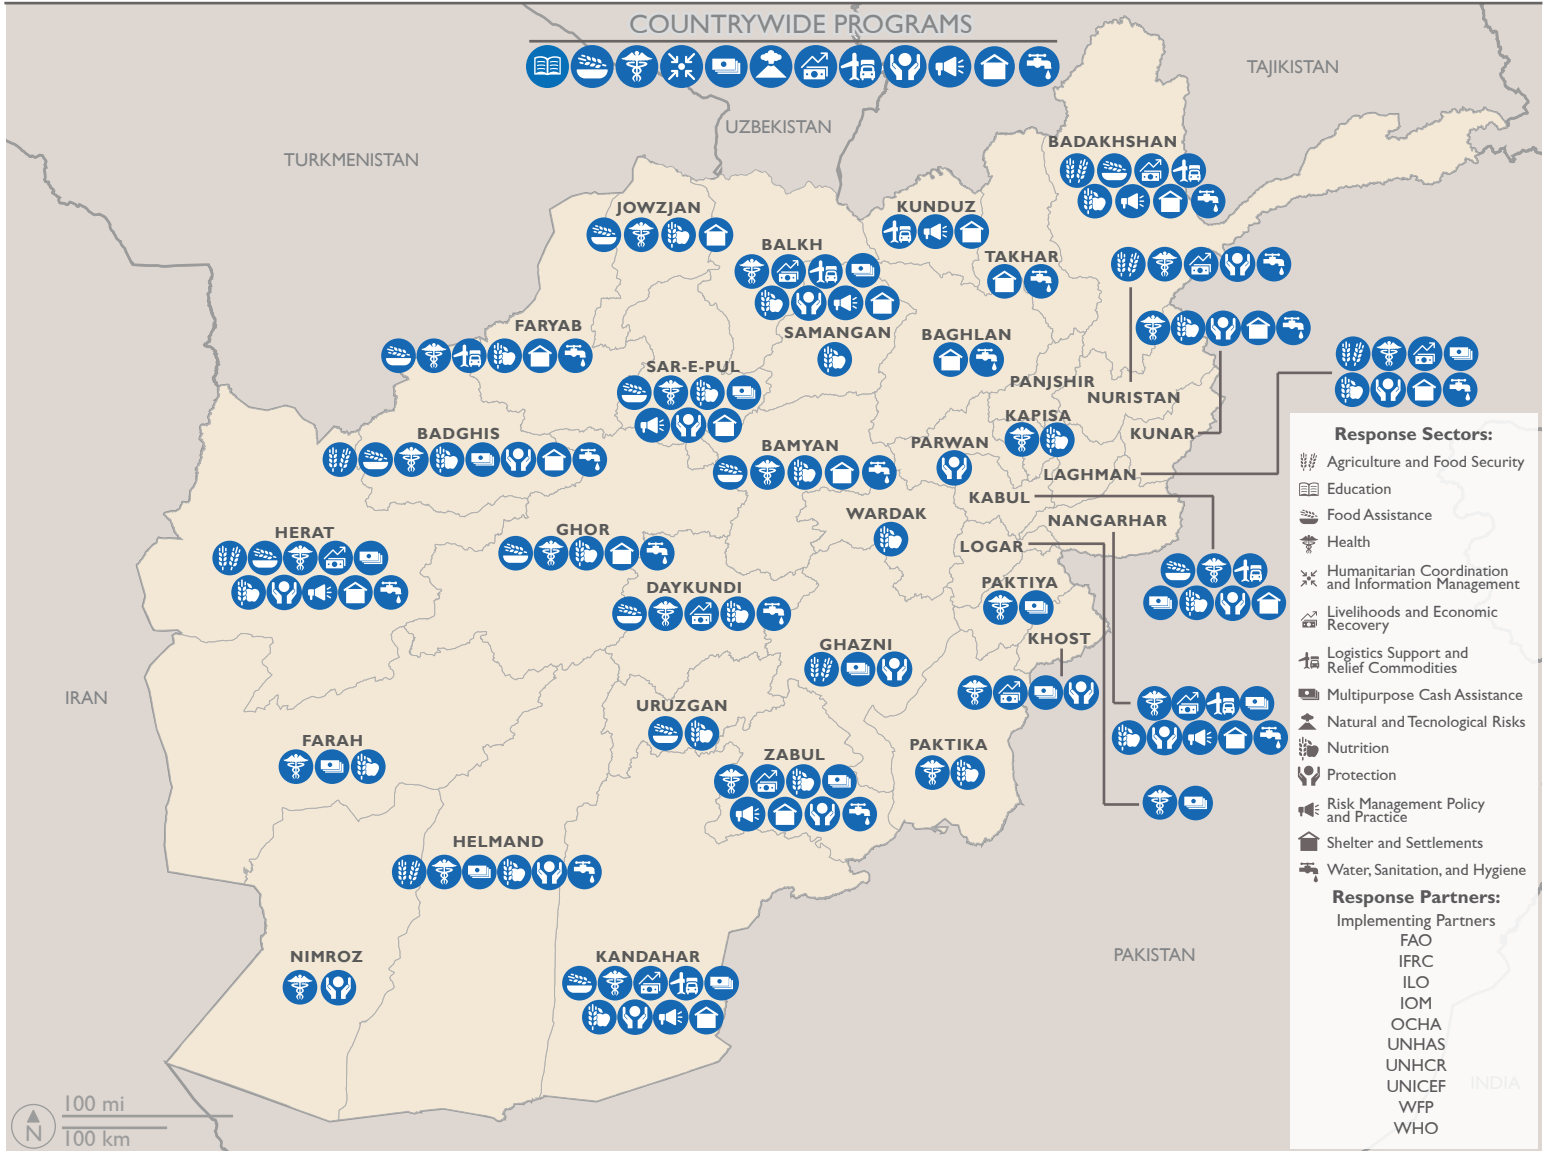 COUNTRYWIDE PROGRAMS
TAJIKISTAN
UZBEKISTAN
TURKMENISTAN
BADAKHSHAN
JOWZJAN
KUNDUZ
BALKH
TAKHAR
FARYAB
SAMANGAN
BAGHLAN
SAR-E-PUL
PANJSHIR
NURISTAN
KAPISA
BADGHIS
KUNAR
BAMYAN
PARWAN
LAGHMAN
KABUL
WARDAK
NANGARHAR
HERAT
GHOR
LOGAR
DAYKUNDI
PAKTIYA
KHOST
GHAZNI
IRAN
URUZGAN
FARAH
ZABUL
PAKTIKA
HELMAND
NIMROZ
KANDAHAR
PAKISTAN
INDIA
Response Sectors:
Agriculture and Food Security
Education
Food Assistance
Health
Humanitarian Coordination
and Information Management
Livelihoods and Economic
Recovery
Logistics Support and
Relief Commodities
Multipurpose Cash Assistance
Natural and Tecnological Risks
Nutrition
Protection
Risk Management Policy
and Practice
Shelter and Settlements
Water, Sanitation, and Hygiene
Response Partners:
Implementing Partners
FAO
IFRC
ILO
IOM
OCHA
UNHAS
UNHCR
UNICEF
WFP
WHO
N
100 mi
100 km